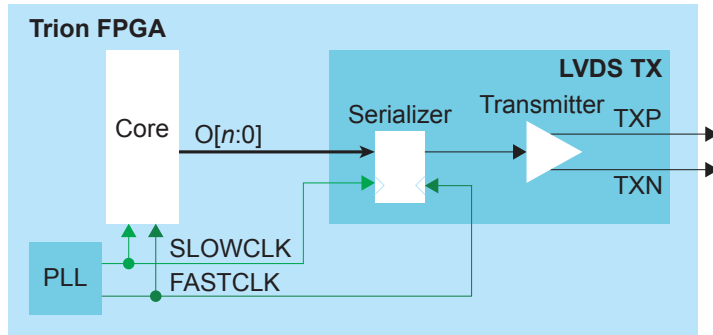 Trion FPGA
LVDS TX
Core
O[n:0]
Serializer
Transmitter
TXP
TXN
PLL
SLOWCLK
FASTCLK